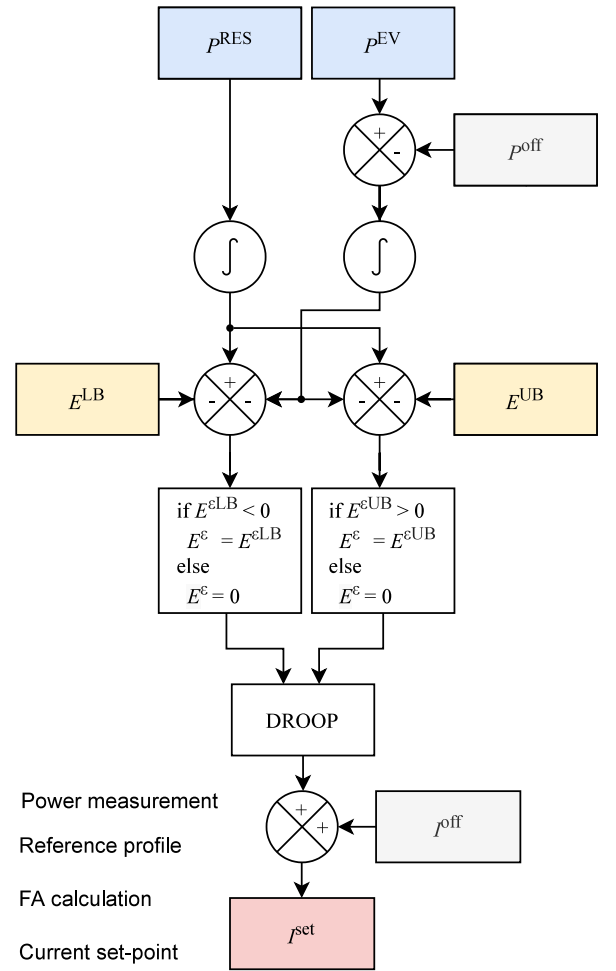 P^RES P^EV
+
- P^off
∫ ∫
E^LB + + E^UB
- - - -
if E^εLB < 0 if E^εUB > 0
E^ε = E^εLB E^ε = E^εUB
else else
E^ε = 0 E^ε = 0
DROOP
Power measurement +
+ I^off
Reference profile
FA calculation
I^set
Current set-point